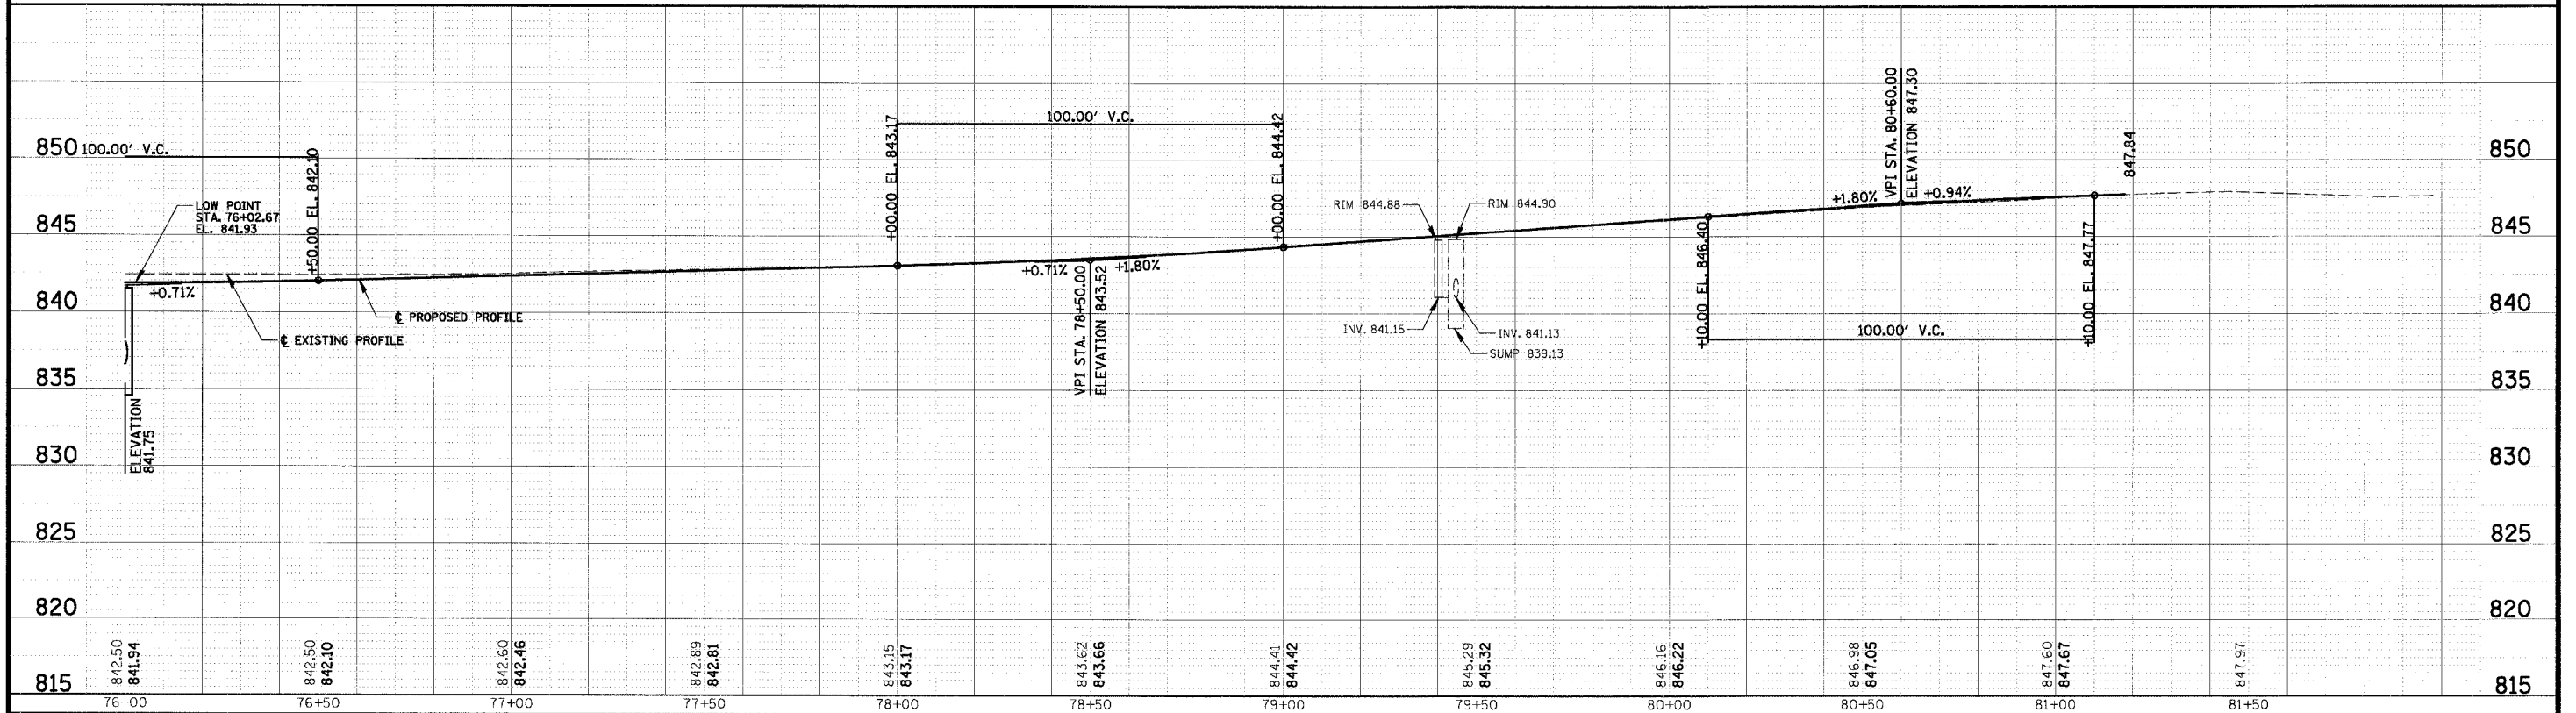 850
845
840
835
830
825
820
815
100.00' V.C.
+50.00 EL. 842.10
LOW POINT
STA. 76+02.67
EL. 841.93
+0.71%
℄ PROPOSED PROFILE
℄ EXISTING PROFILE
ELEVATION
841.75
100.00' V.C.
+00.00 EL. 843.17
+00.00 EL. 844.42
+0.71%
+1.80%
VPI STA. 78+50.00
ELEVATION 843.52
RIM 844.88
RIM 844.90
INV. 841.15
INV. 841.13
SUMP 839.13
+10.00 EL. 846.40
100.00' V.C.
+10.00 EL. 847.77
VPI STA. 80+60.00
ELEVATION 847.30
+1.80%
+0.94%
847.84
850
845
840
835
830
825
820
815
842.50
841.94
842.50
842.10
842.60
842.46
842.89
842.81
843.15
843.17
843.62
843.66
844.41
844.42
845.29
845.32
846.16
846.22
846.98
847.05
847.60
847.67
847.97
76+00
76+50
77+00
77+50
78+00
78+50
79+00
79+50
80+00
80+50
81+00
81+50